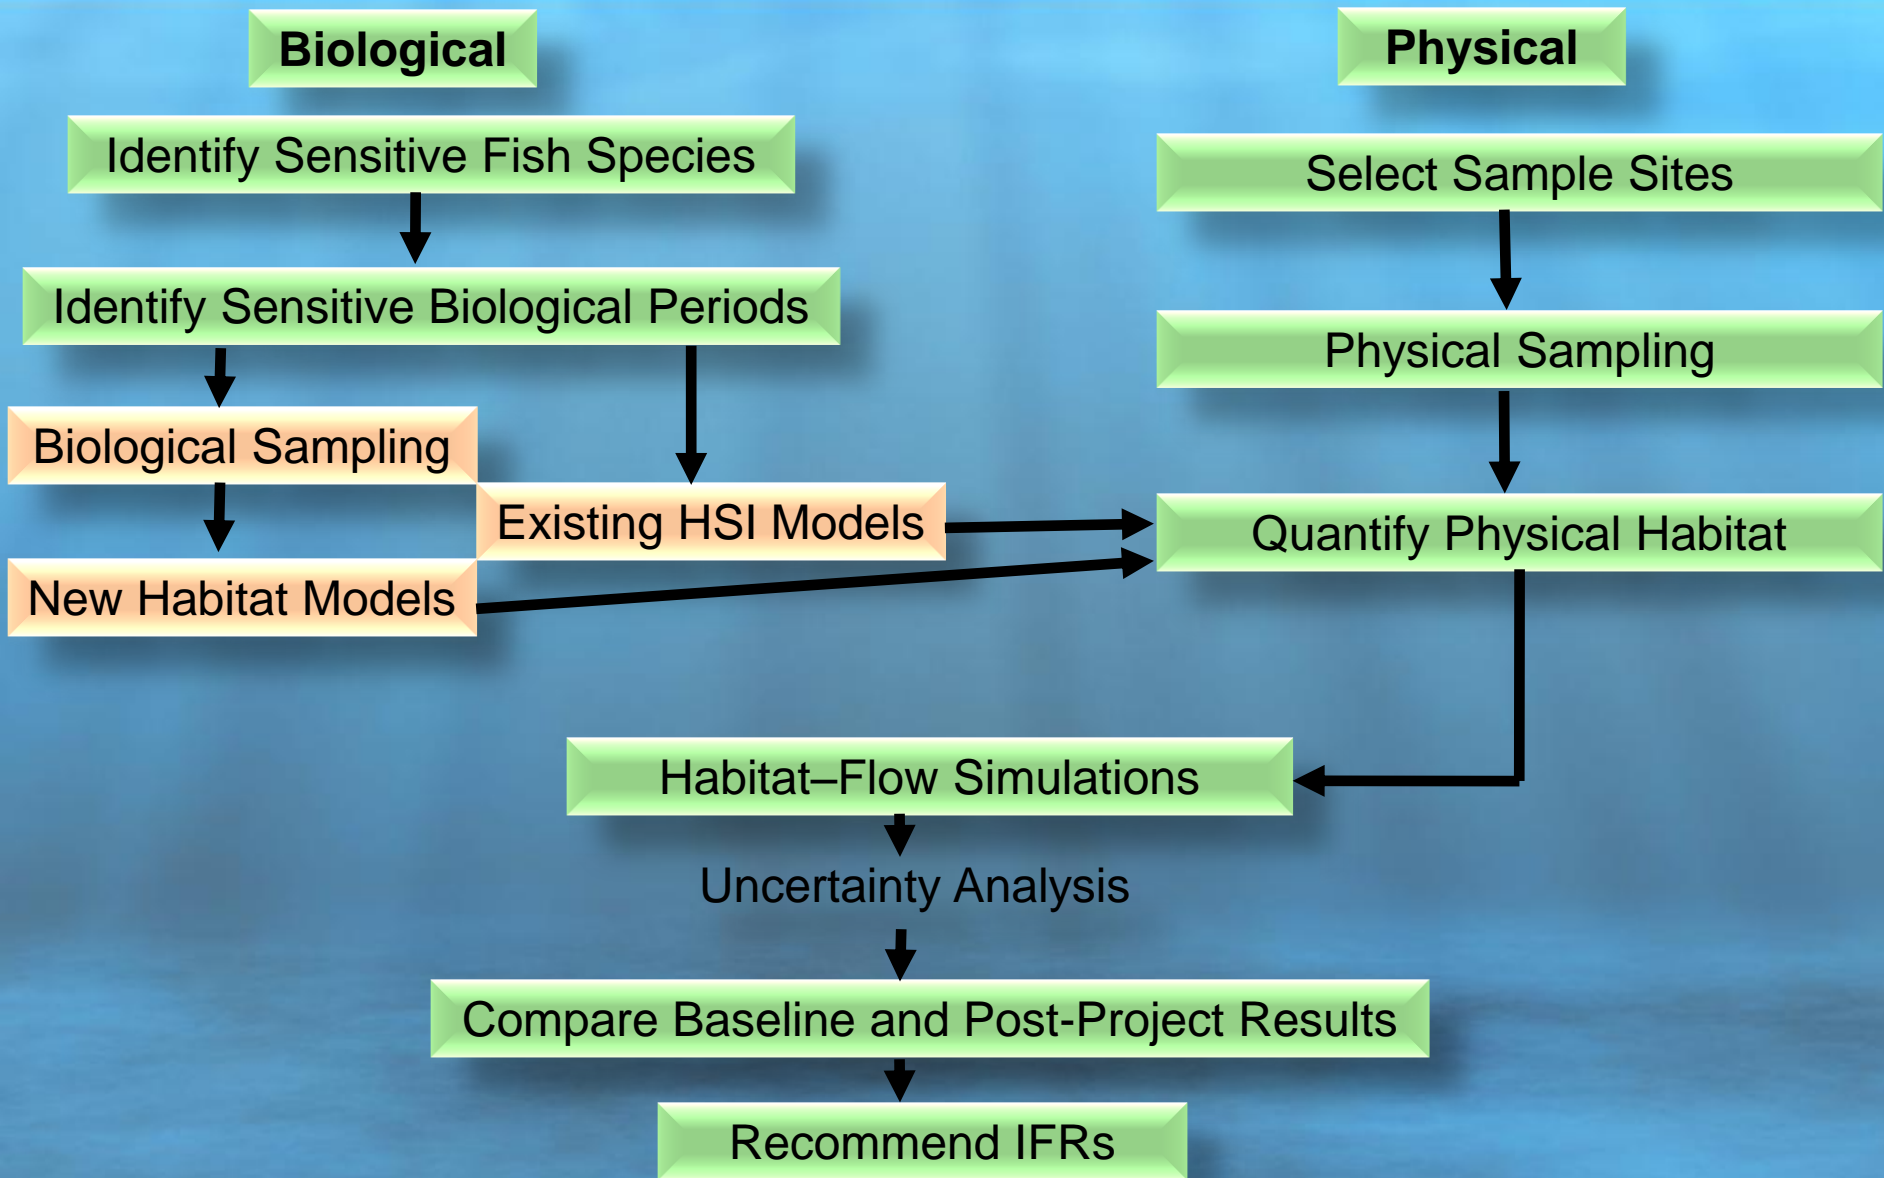 Biological
Physical
Identify Sensitive Fish Species
Select Sample Sites
Identify Sensitive Biological Periods
Physical Sampling
Biological Sampling
Existing HSI Models
Quantify Physical Habitat
New Habitat Models
Habitat–Flow Simulations
Uncertainty Analysis
Compare Baseline and Post-Project Results
Recommend IFRs